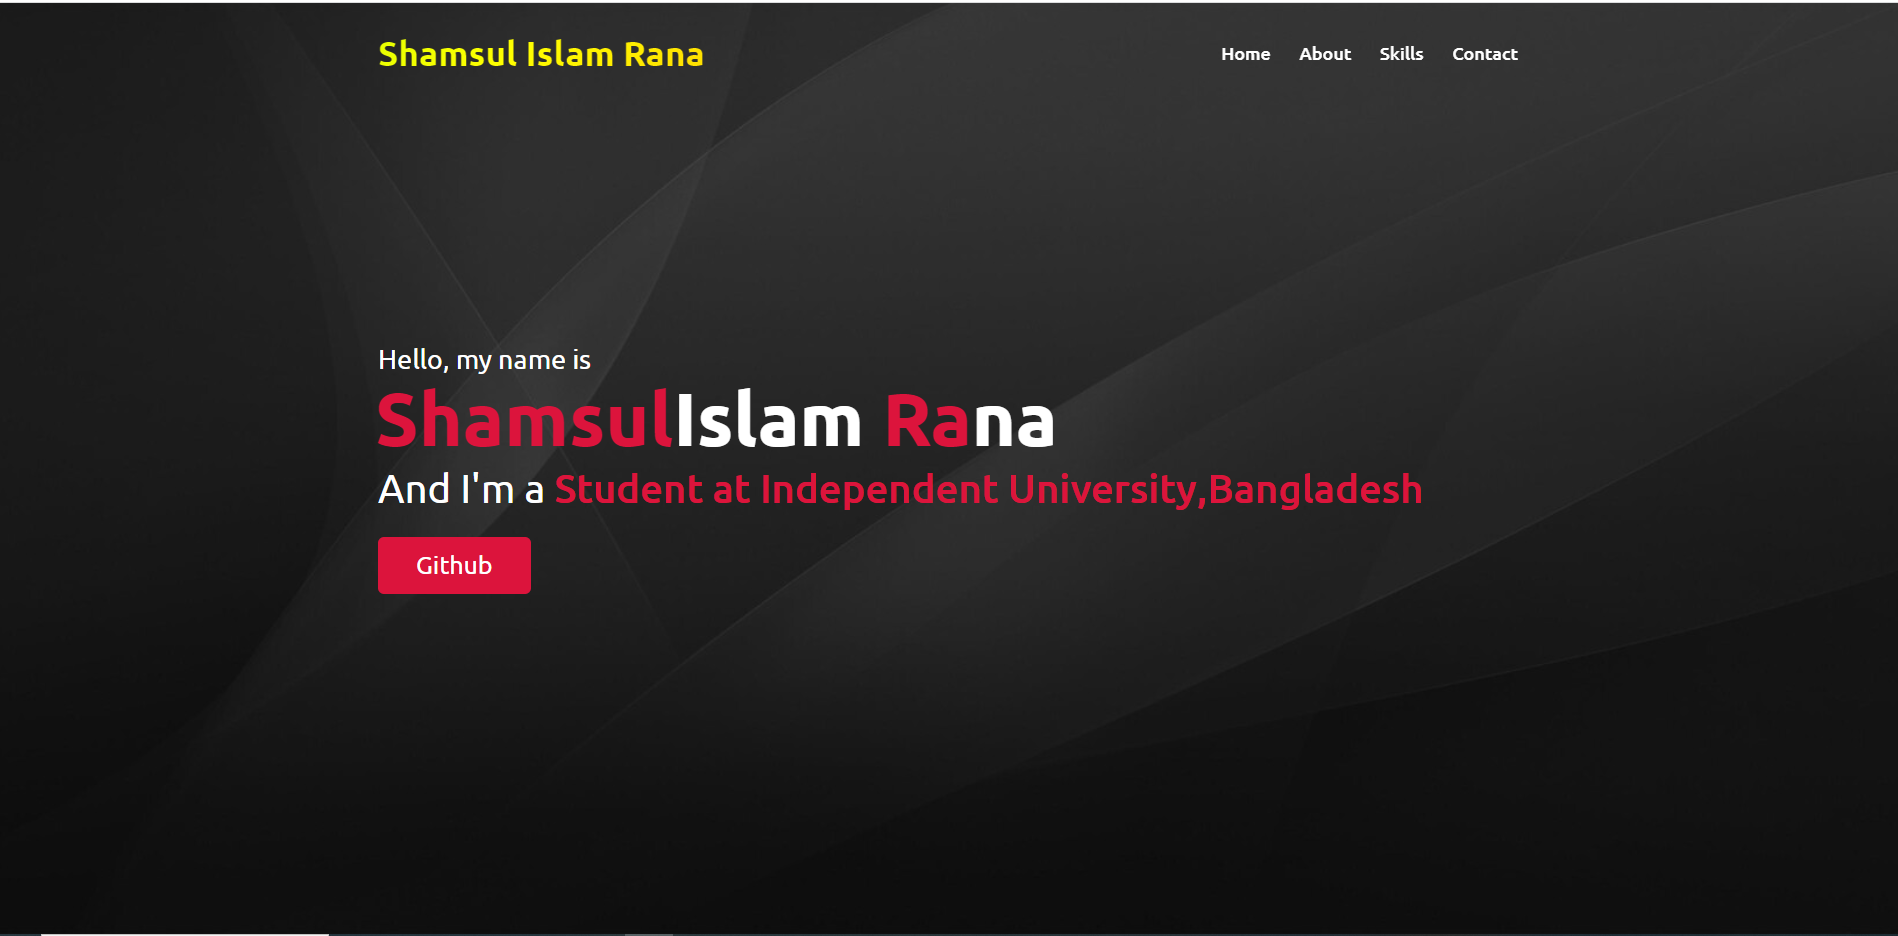 Shamsul Islam Rana
Home About Skills Contact
Hello, my name is
ShamsulIslam Rana
And I'm a Student at Independent University,Bangladesh
Github